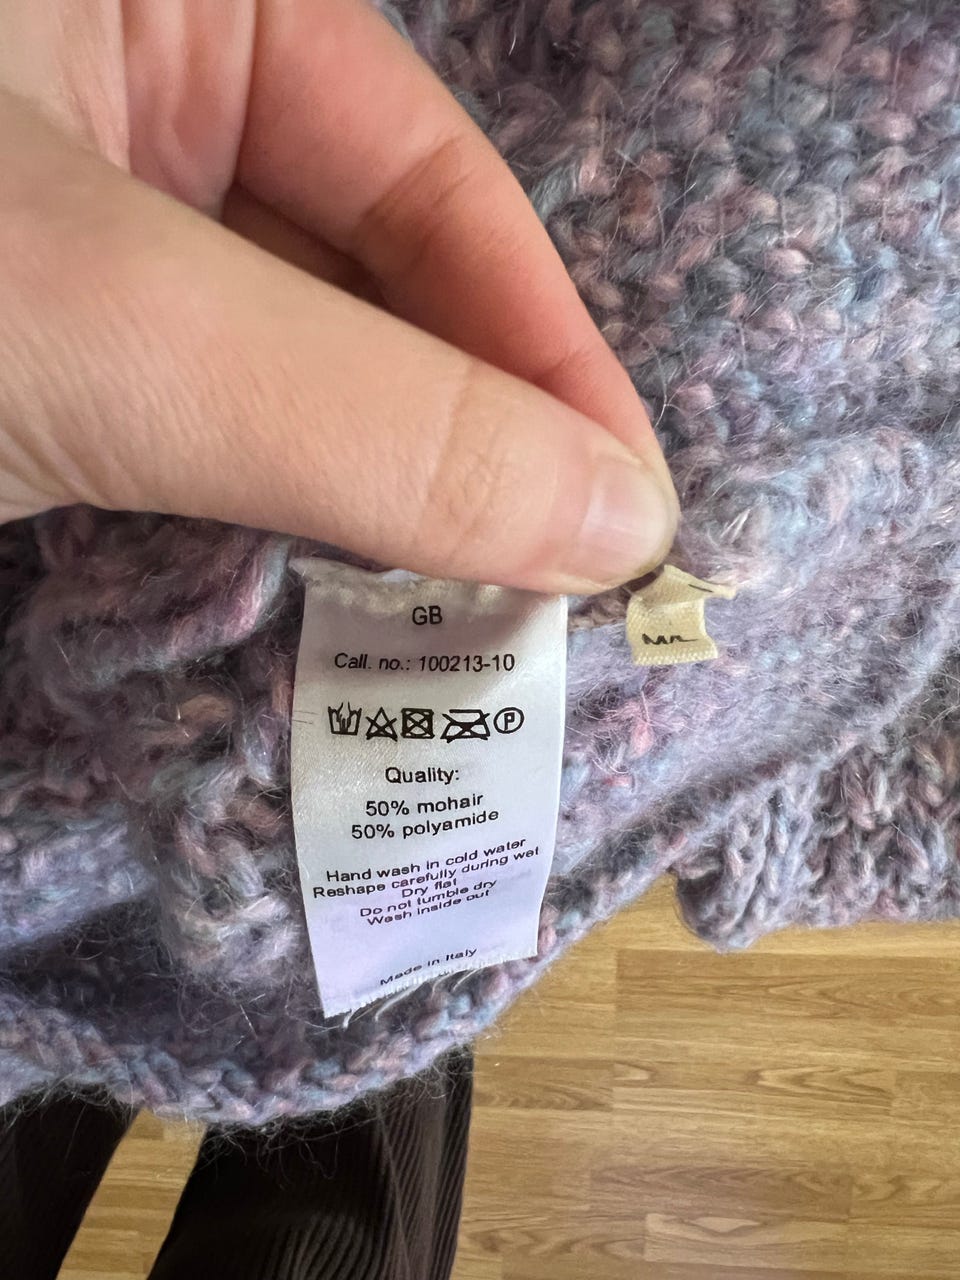 GB
Call. no.: 100213-10
Quality:
50% mohair
50% polyamide
Hand wash in cold water
Reshape carefully during wet
Dry flat
Do not tumble dry
Wash inside out
Made in Italy